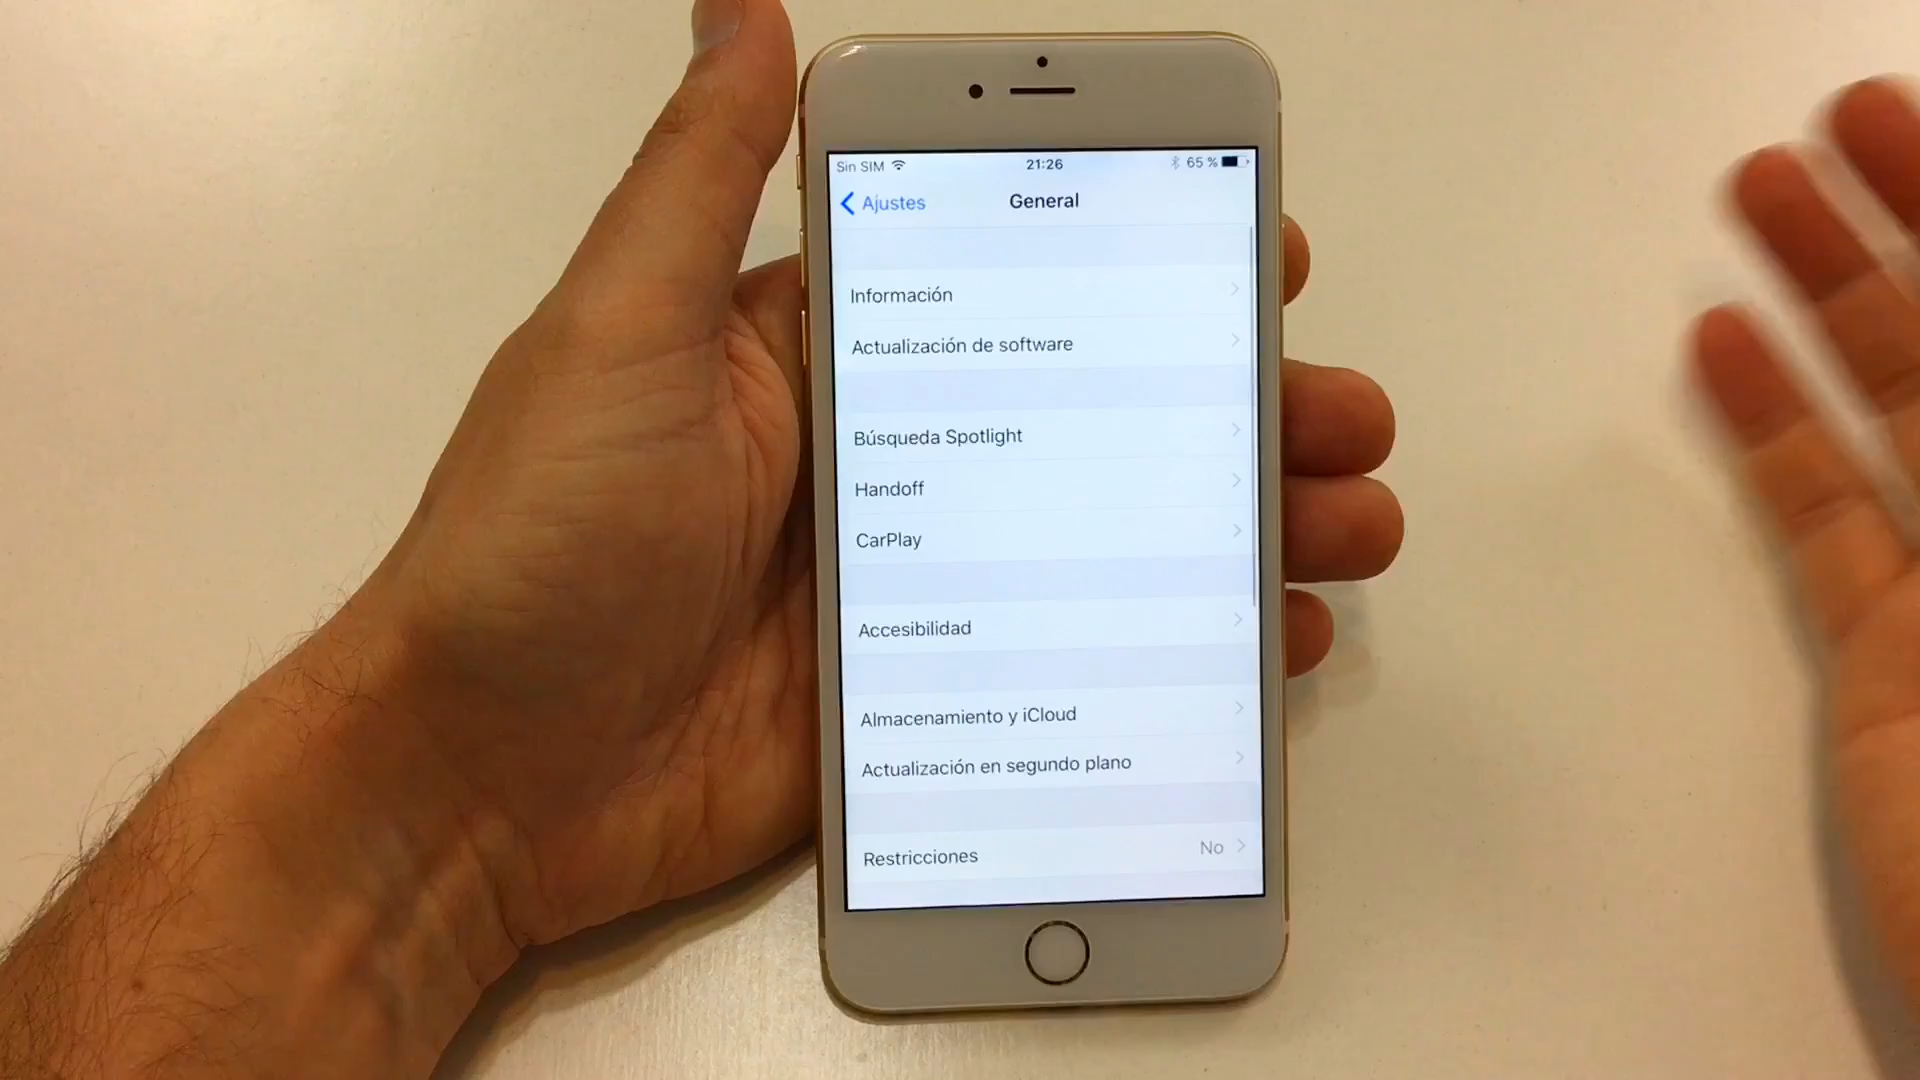 Sin SIM 21:26 65 %
Ajustes General
Información
Actualización de software
Búsqueda Spotlight
Handoff
CarPlay
Accesibilidad
Almacenamiento y iCloud
Actualización en segundo plano
Restricciones No